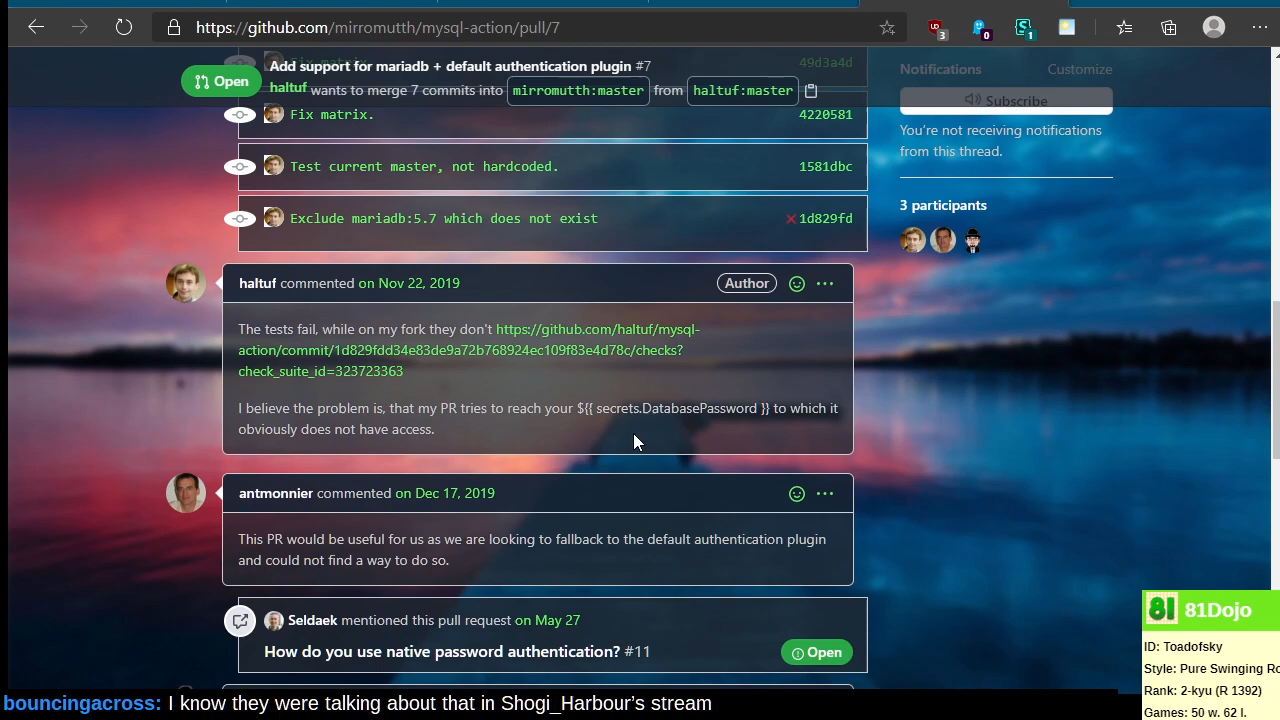 https://github.com/mirromutth/mysql-action/pull/7
3
0
1
Fix matrix.
49d3a4d
Add support for mariadb + default authentication plugin #7
Open
haltuf wants to merge 7 commits into mirromutth:master from haltuf:master
Notifications
Customize
Subscribe
You're not receiving notifications
from this thread.
3 participants
Fix matrix.
4220581
Test current master, not hardcoded.
1581dbc
Exclude mariadb:5.7 which does not exist
1d829fd
haltuf commented on Nov 22, 2019
Author
The tests fail, while on my fork they don't https://github.com/haltuf/mysql-
action/commit/1d829fdd34e83de9a72b768924ec109f83e4d78c/checks?
check_suite_id=323723363
I believe the problem is, that my PR tries to reach your ${{ secrets.DatabasePassword }} to which it
obviously does not have access.
antmonnier commented on Dec 17, 2019
This PR would be useful for us as we are looking to fallback to the default authentication plugin
and could not find a way to do so.
Seldaek mentioned this pull request on May 27
How do you use native password authentication? #11
Open
81 81Dojo
ID: Toadofsky
Style: Pure Swinging Ro
Rank: 2-kyu (R 1392)
Games: 50 w. 62 l.
bouncingacross: I know they were talking about that in Shogi_Harbour's stream